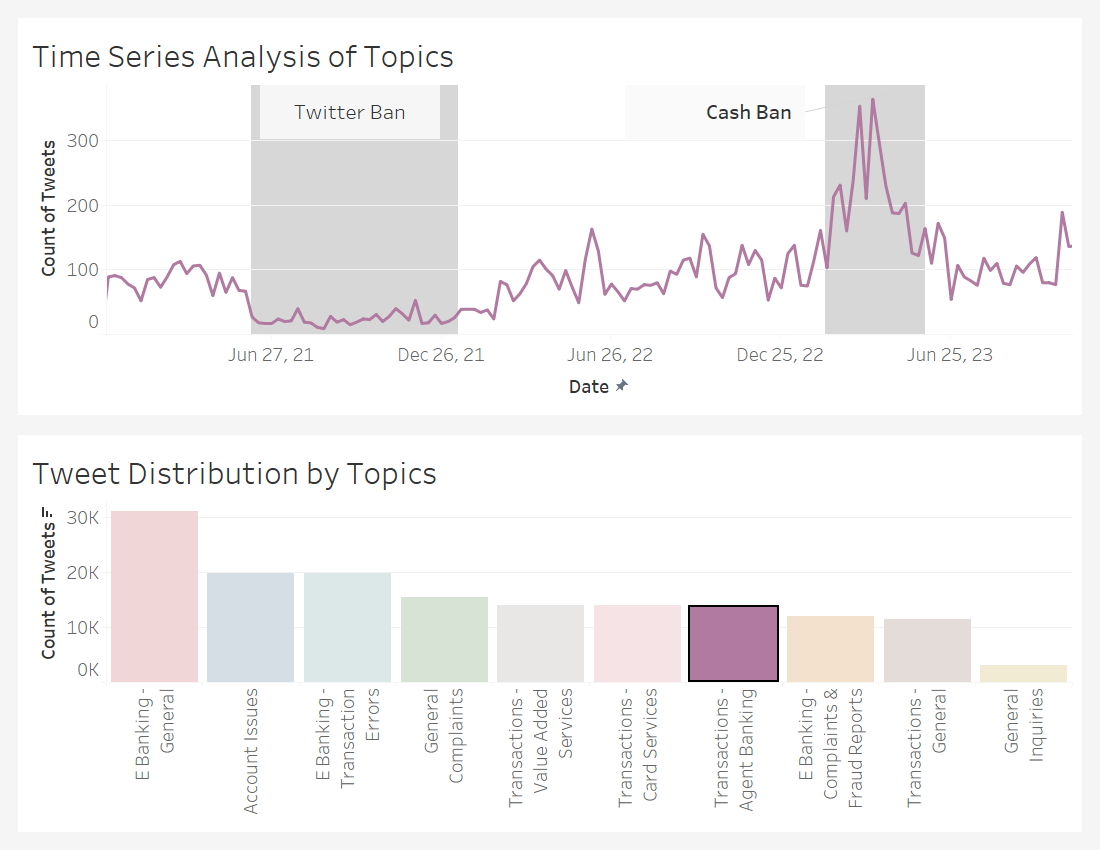 Time Series Analysis of Topics
Twitter Ban
Cash Ban
Count of Tweets
300
200
100
0
Jun 27, 21
Dec 26, 21
Jun 26, 22
Dec 25, 22
Jun 25, 23
Date
Tweet Distribution by Topics
Count of Tweets
30K
20K
10K
0K
E Banking -
General
Account Issues
E Banking -
Transaction
Errors
General
Complaints
Transactions -
Value Added
Services
Transactions -
Card Services
Transactions -
Agent Banking
E Banking -
Complaints &
Fraud Reports
Transactions -
General
General
Inquiries